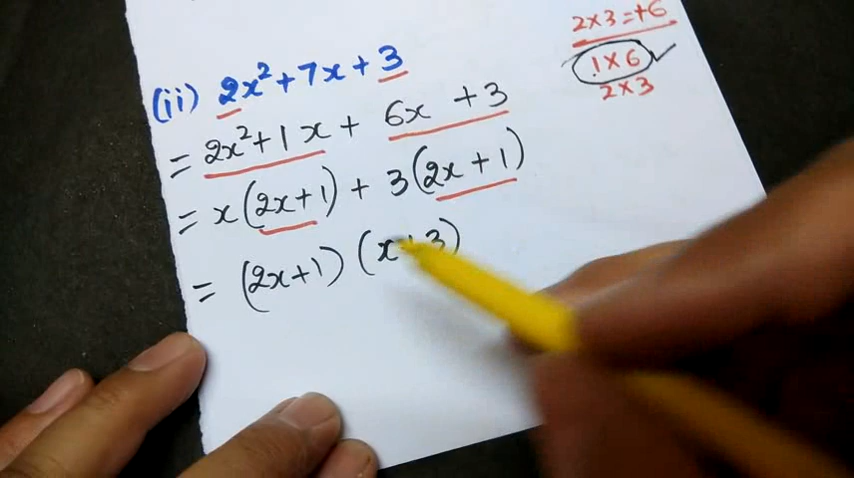 2×3=+6
1×6 ✓
2×3
(ii) 2x²+7x+3
= 2x²+1x+ 6x +3
= x(2x+1)+3(2x+1)
= (2x+1)(x+3)